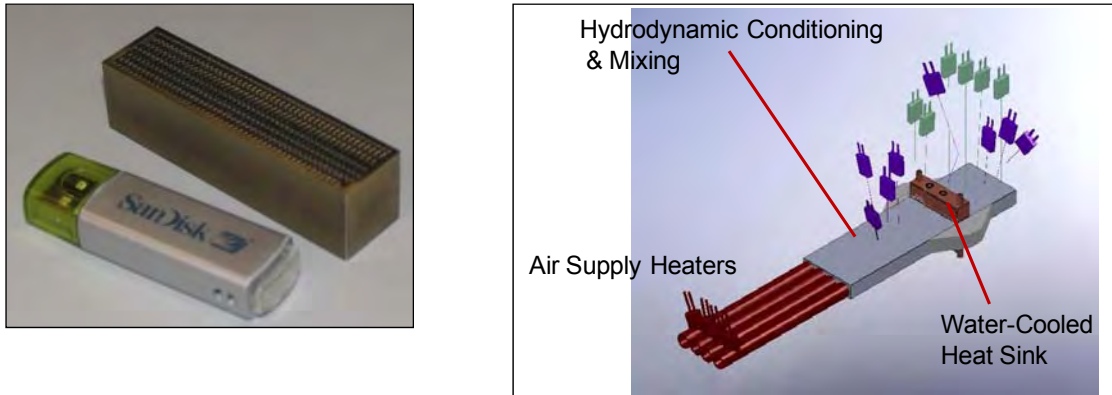 SanDisk
Hydrodynamic Conditioning
& Mixing
Air Supply Heaters
Water-Cooled
Heat Sink